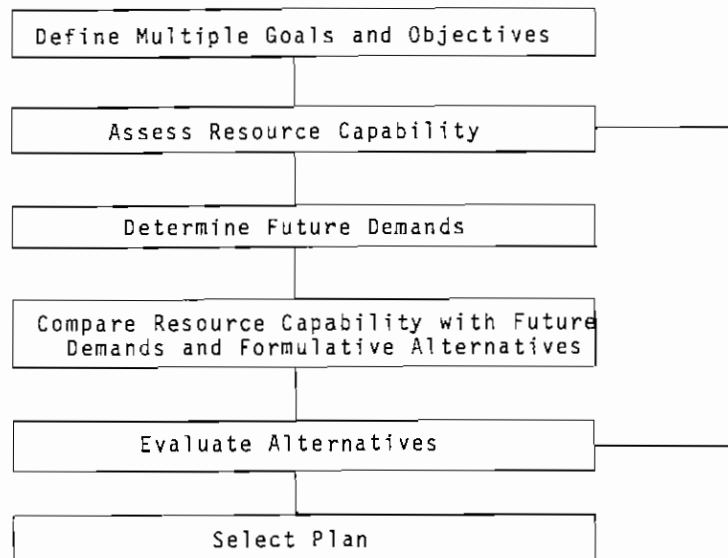 Define Multiple Goals and Objectives
Assess Resource Capability
Determine Future Demands
Compare Resource Capability with Future
Demands and Formulative Alternatives
Evaluate Alternatives
Select Plan